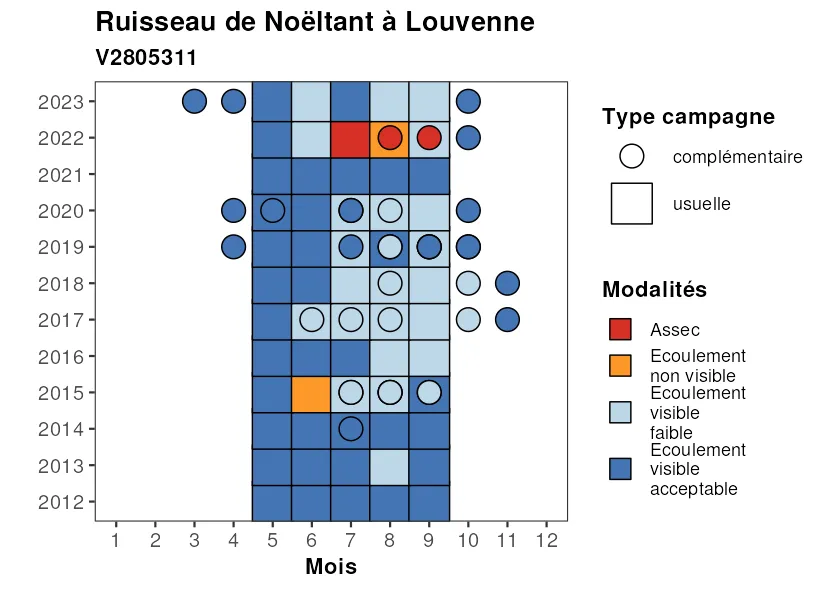 Ruisseau de Noëltant à Louvenne
V2805311
2023
2022
2021
2020
2019
2018
2017
2016
2015
2014
2013
2012
1 2 3 4 5 6 7 8 9 10 11 12
Mois
Type campagne
complémentaire
usuelle
Modalités
Assec
Ecoulement
non visible
Ecoulement
visible
faible
Ecoulement
visible
acceptable